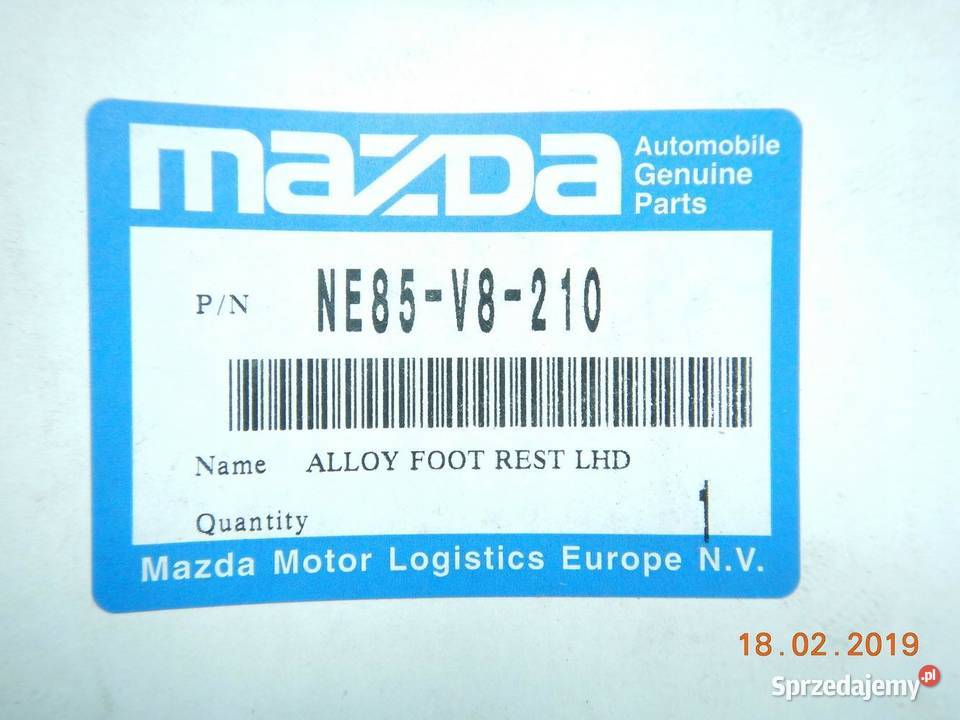 mazda
Automobile
Genuine
Parts
P/N NE85-V8-210
Name ALLOY FOOT REST LHD
Quantity 1
Mazda Motor Logistics Europe N.V.
18.02.2019
Sprzedajemy.pl